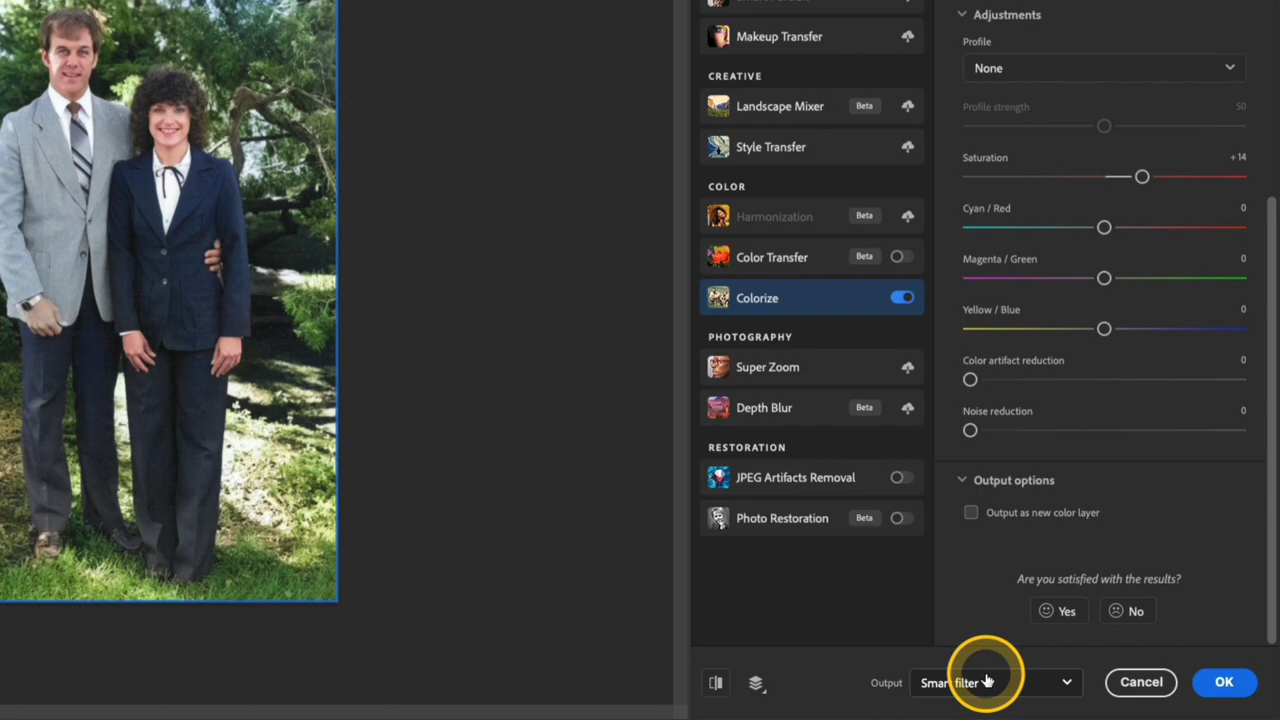 Makeup Transfer
CREATIVE
Landscape Mixer Beta
Style Transfer
COLOR
Harmonization Beta
Color Transfer Beta
Colorize
PHOTOGRAPHY
Super Zoom
Depth Blur Beta
RESTORATION
JPEG Artifacts Removal
Photo Restoration Beta
Adjustments
Profile
None
Profile strength 50
Saturation +14
Cyan / Red 0
Magenta / Green 0
Yellow / Blue 0
Color artifact reduction 0
Noise reduction 0
Output options
Output as new color layer
Are you satisfied with the results?
Yes No
Output Smart filter Cancel OK